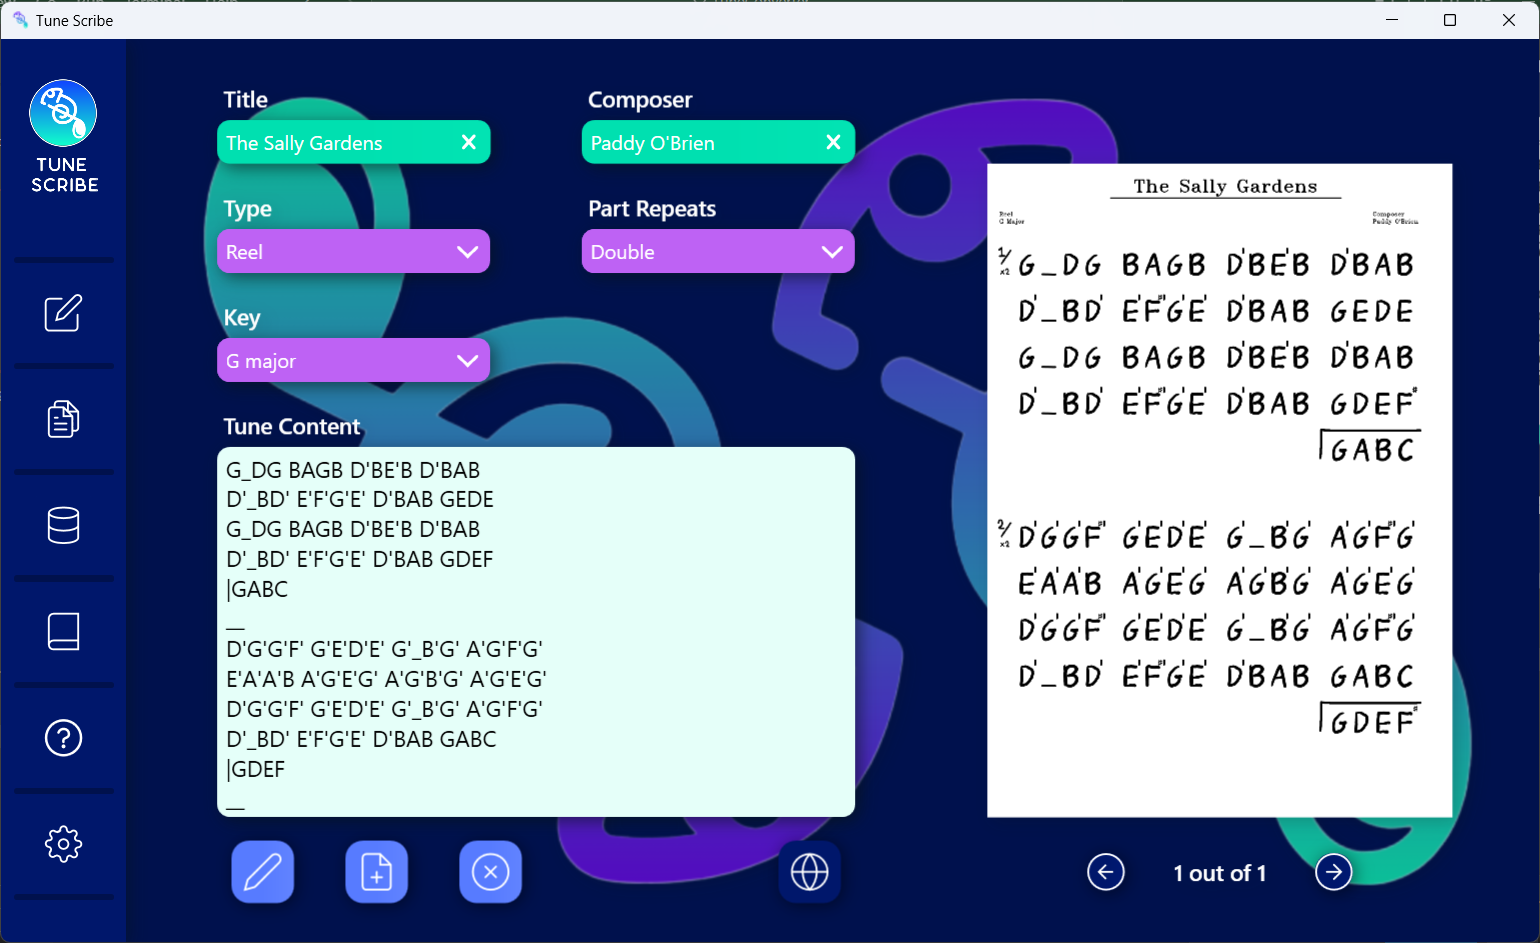 Tune Scribe
TUNE
SCRIBE
Title
The Sally Gardens
Composer
Paddy O'Brien
Type
Reel
Part Repeats
Double
Key
G major
Tune Content
G_DG BAGB D'BE'B D'BAB
D'_BD' E'F'G'E' D'BAB GEDE
G_DG BAGB D'BE'B D'BAB
D'_BD' E'F'G'E' D'BAB GDEF
|GABC
__
D'G'G'F' G'E'D'E' G'_B'G' A'G'F'G'
E'A'A'B A'G'E'G' A'G'B'G' A'G'E'G'
D'G'G'F' G'E'D'E' G'_B'G' A'G'F'G'
D'_BD' E'F'G'E' D'BAB GABC
|GDEF
__
The Sally Gardens
Reel
G Major
Composer
Paddy O'Brien
1/ x2 G_DG BAGB D'BE'B D'BAB
D'_BD' E'F#'G'E' D'BAB GEDE
G_DG BAGB D'BE'B D'BAB
D'_BD' E'F#'G'E' D'BAB GDEF#
GABC
2/ x2 D'G'G'F#' G'E'D'E' G'_B'G' A'G'F#'G'
E'A'A'B A'G'E'G' A'G'B'G' A'G'E'G'
D'G'G'F#' G'E'D'E' G'_B'G' A'G'F#'G'
D'_BD' E'F#'G'E' D'BAB GABC
GDEF#
1 out of 1